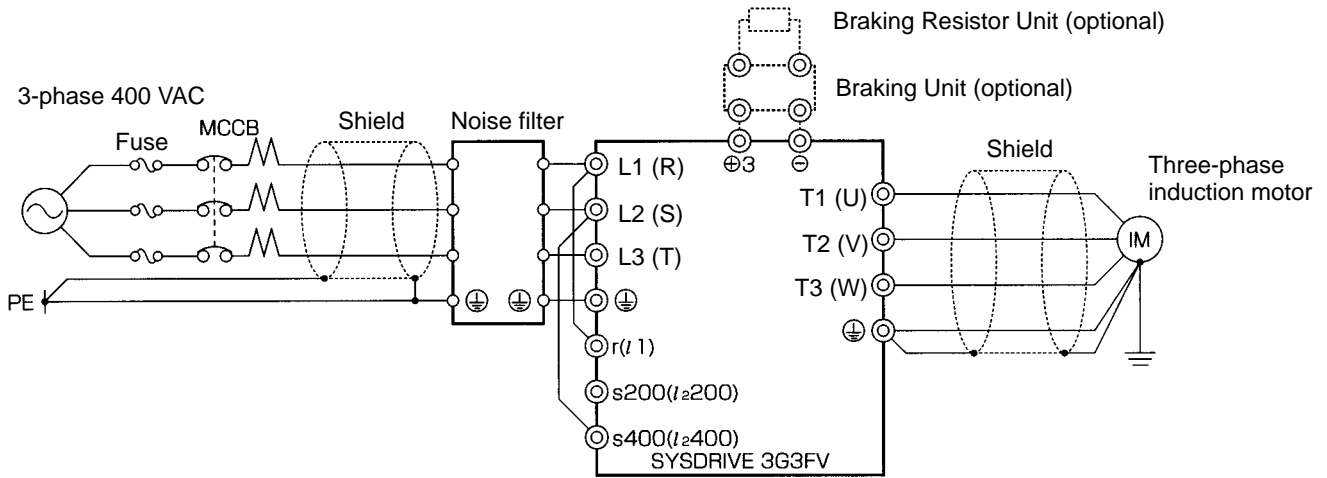 Braking Resistor Unit (optional)
Braking Unit (optional)
3-phase 400 VAC
Fuse
MCCB
Shield
Noise filter
⊕3
⊖
Shield
Three-phase
induction motor
L1 (R)
L2 (S)
L3 (T)
T1 (U)
T2 (V)
T3 (W)
IM
PE
r(l1)
s200(l2200)
s400(l2400)
SYSDRIVE 3G3FV